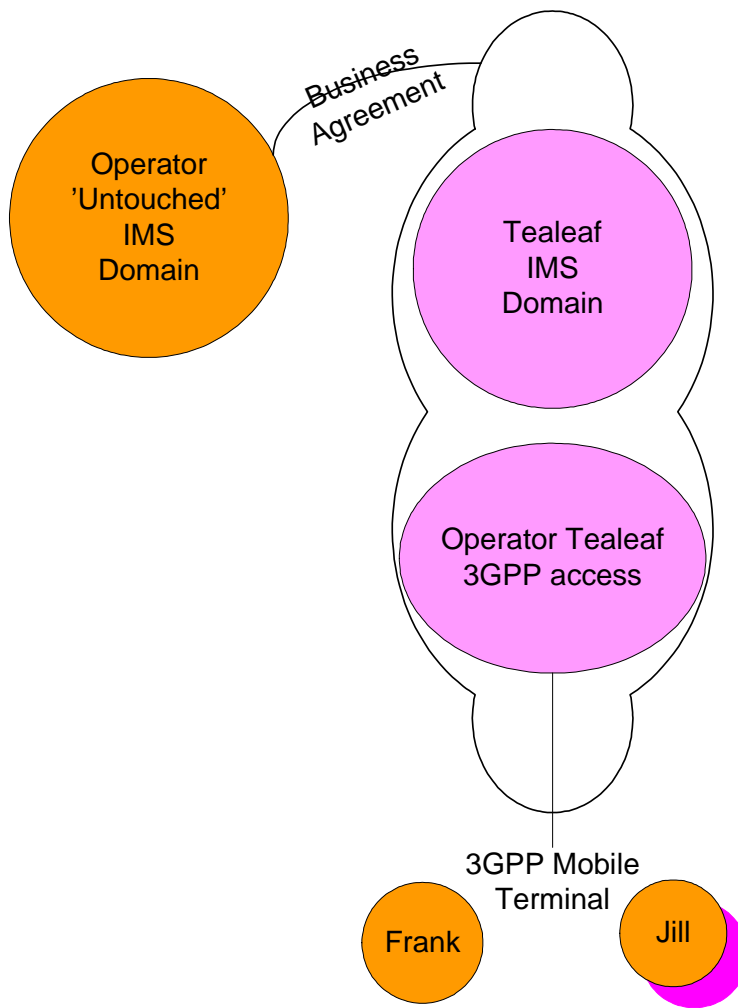 Business
Agreement
Operator
’Untouched’
IMS
Domain
Tealeaf
IMS
Domain
Operator Tealeaf
3GPP access
3GPP Mobile
Terminal
Frank
Jill